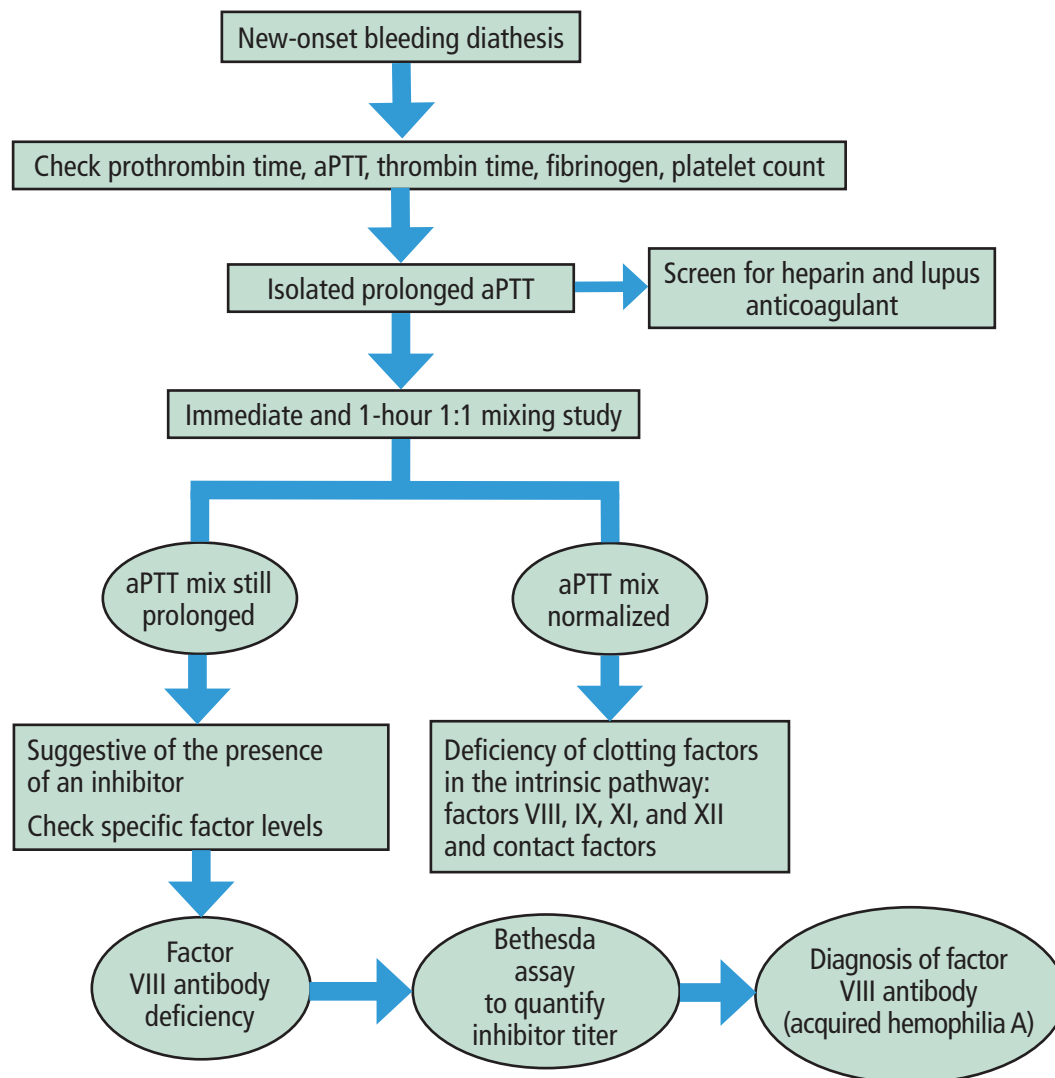 New-onset bleeding diathesis
Check prothrombin time, aPTT, thrombin time, fibrinogen, platelet count
Isolated prolonged aPTT
Screen for heparin and lupus
anticoagulant
Immediate and 1-hour 1:1 mixing study
aPTT mix still
prolonged
aPTT mix
normalized
Suggestive of the presence
of an inhibitor
Check specific factor levels
Deficiency of clotting factors
in the intrinsic pathway:
factors VIII, IX, XI, and XII
and contact factors
Factor
VIII antibody
deficiency
Bethesda
assay
to quantify
inhibitor titer
Diagnosis of factor
VIII antibody
(acquired hemophilia A)